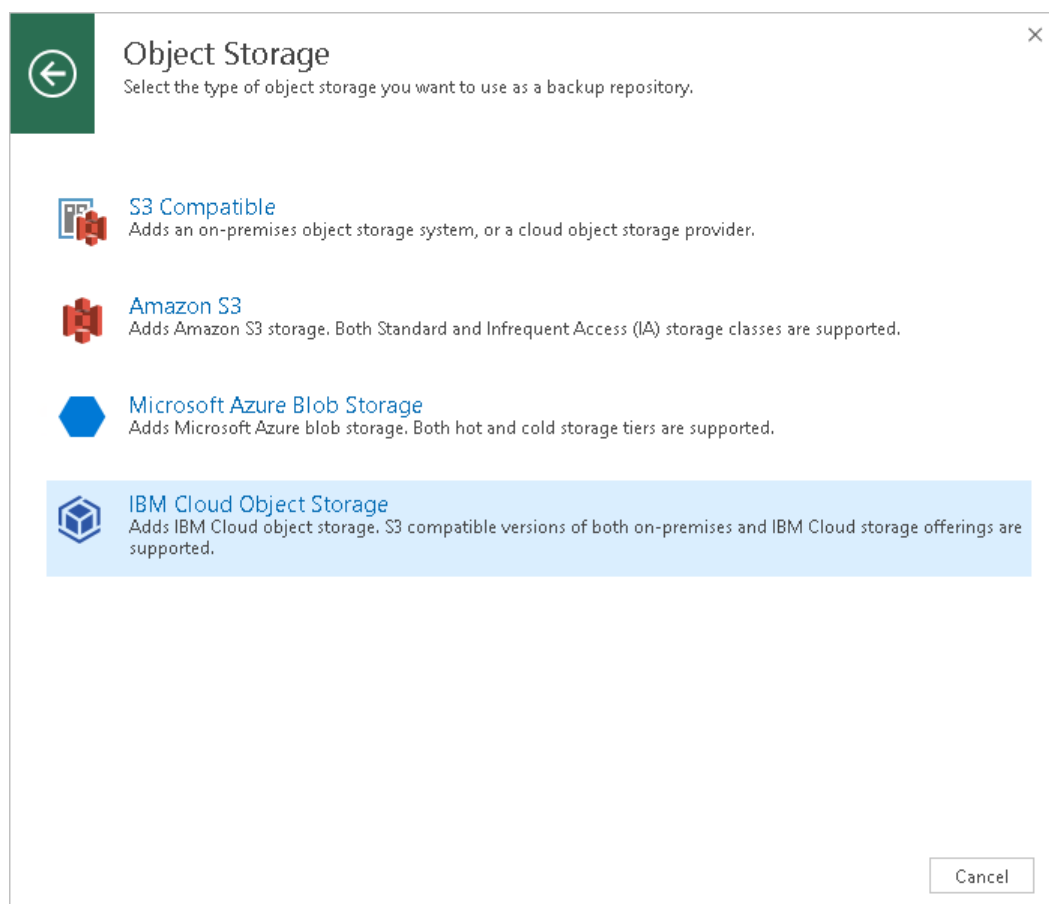 Object Storage
Select the type of object storage you want to use as a backup repository.
S3 Compatible
Adds an on-premises object storage system, or a cloud object storage provider.
Amazon S3
Adds Amazon S3 storage. Both Standard and Infrequent Access (IA) storage classes are supported.
Microsoft Azure Blob Storage
Adds Microsoft Azure blob storage. Both hot and cold storage tiers are supported.
IBM Cloud Object Storage
Adds IBM Cloud object storage. S3 compatible versions of both on-premises and IBM Cloud storage offerings are
supported.
Cancel